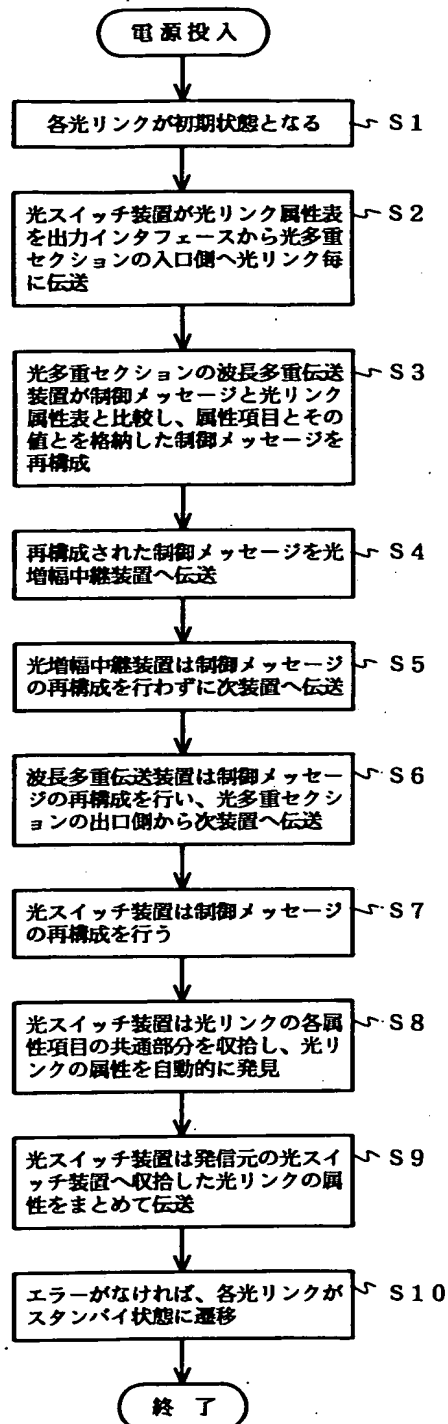 電源投入
各光リンクが初期状態となる
S1
光スイッチ装置が光リンク属性表
を出力インタフェースから光多重
セクションの入口側へ光リンク毎
に伝送
S2
光多重セクションの波長多重伝送
装置が制御メッセージと光リンク
属性表と比較し、属性項目とその
値とを格納した制御メッセージを
再構成
S3
再構成された制御メッセージを光
増幅中継装置へ伝送
S4
光増幅中継装置は制御メッセージ
の再構成を行わずに次装置へ伝送
S5
波長多重伝送装置は制御メッセー
ジの再構成を行い、光多重セクシ
ョンの出口側から次装置へ伝送
S6
光スイッチ装置は制御メッセージ
の再構成を行う
S7
光スイッチ装置は光リンクの各属
性項目の共通部分を収拾し、光リ
ンクの属性を自動的に発見
S8
光スイッチ装置は発信元の光スイ
ッチ装置へ収拾した光リンクの属
性をまとめて伝送
S9
エラーがなければ、各光リンクが
スタンバイ状態に遷移
S10
終了